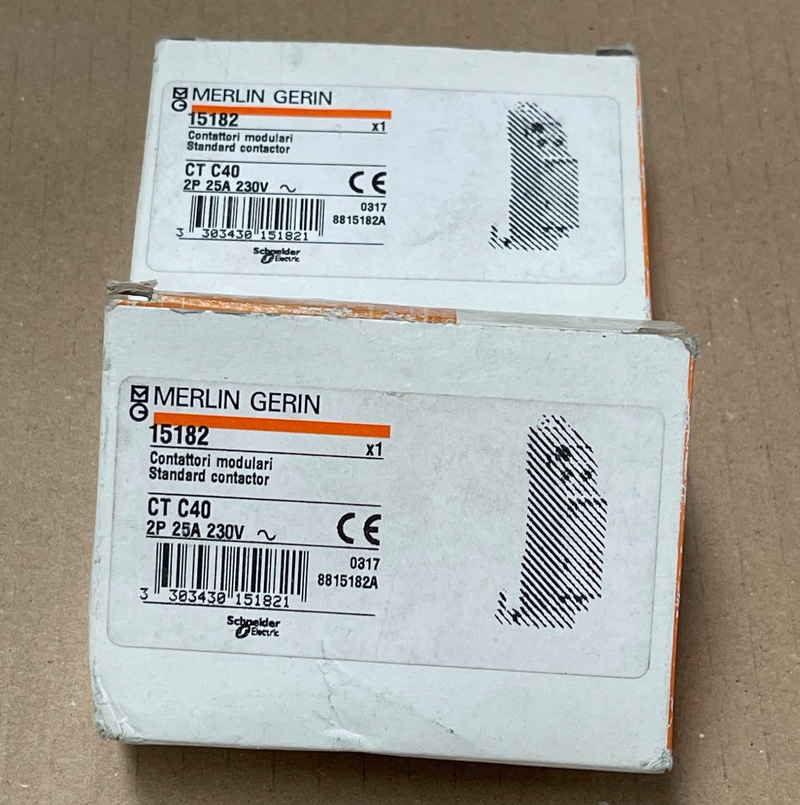 MERLIN GERIN
15182
x1
Contattori modulari
Standard contactor
CT C40
2P 25A 230V ~
CE
0317
8815182A
3 303430 151821
Schneider
Electric
MERLIN GERIN
15182
x1
Contattori modulari
Standard contactor
CT C40
2P 25A 230V ~
CE
0317
8815182A
3 303430 151821
Schneider
Electric